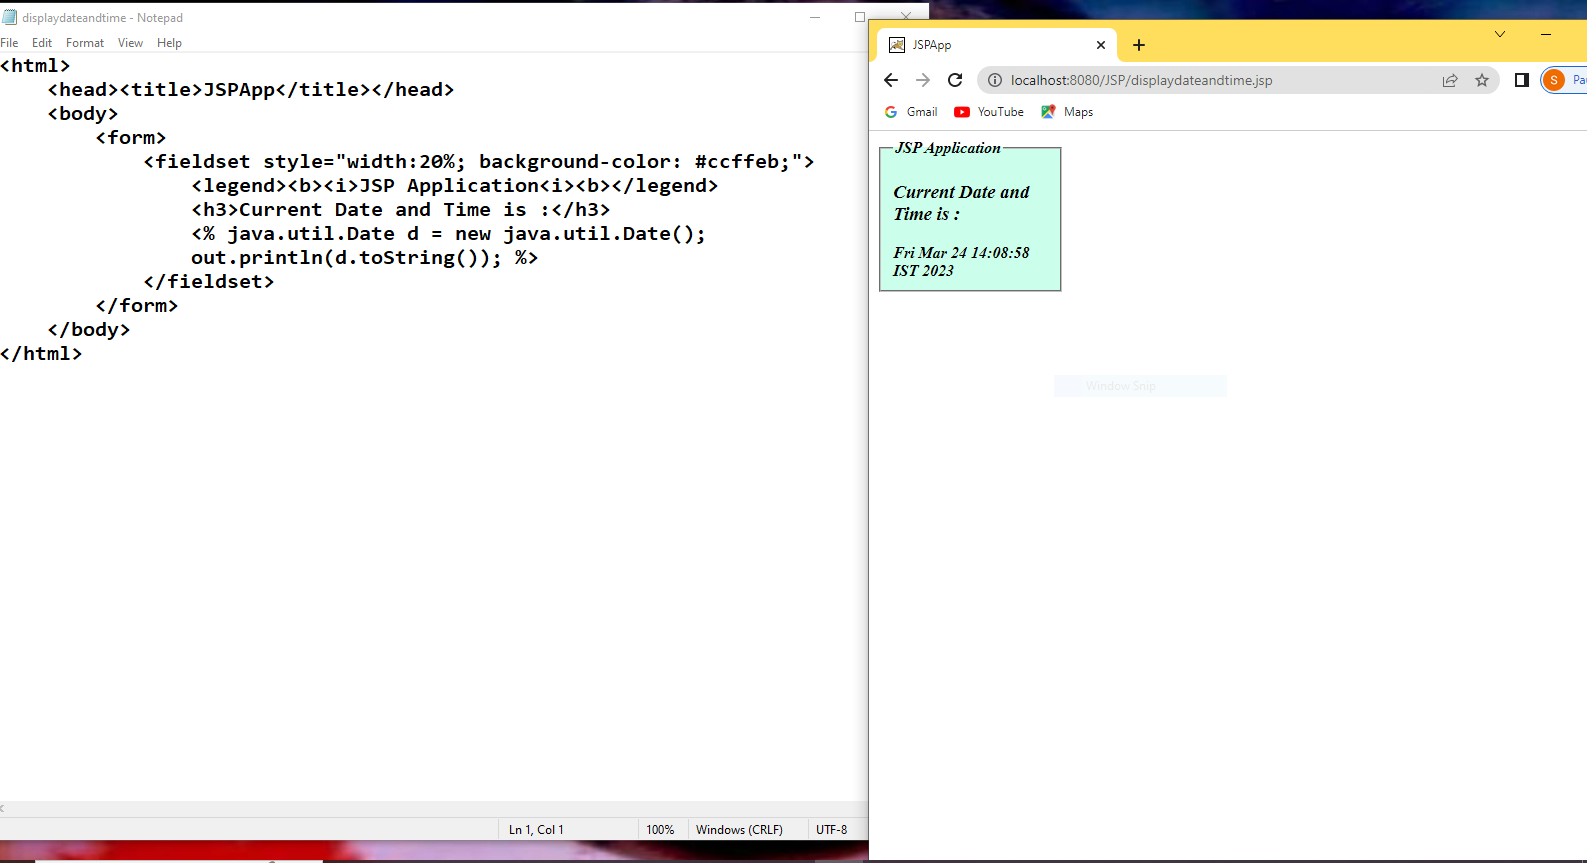 displaydateandtime - Notepad
File Edit Format View Help
<html>
    <head><title>JSPApp</title></head>
    <body>
        <form>
            <fieldset style="width:20%; background-color: #ccffeb;">
                <legend><b><i>JSP Application<i><b></legend>
                <h3>Current Date and Time is :</h3>
                <% java.util.Date d = new java.util.Date();
                out.println(d.toString()); %>
            </fieldset>
        </form>
    </body>
</html>
Ln 1, Col 1 100% Windows (CRLF) UTF-8
JSPApp
localhost:8080/JSP/displaydateandtime.jsp
S
Gmail YouTube Maps
JSP Application
Current Date and
Time is :
Fri Mar 24 14:08:58
IST 2023
Window Snip